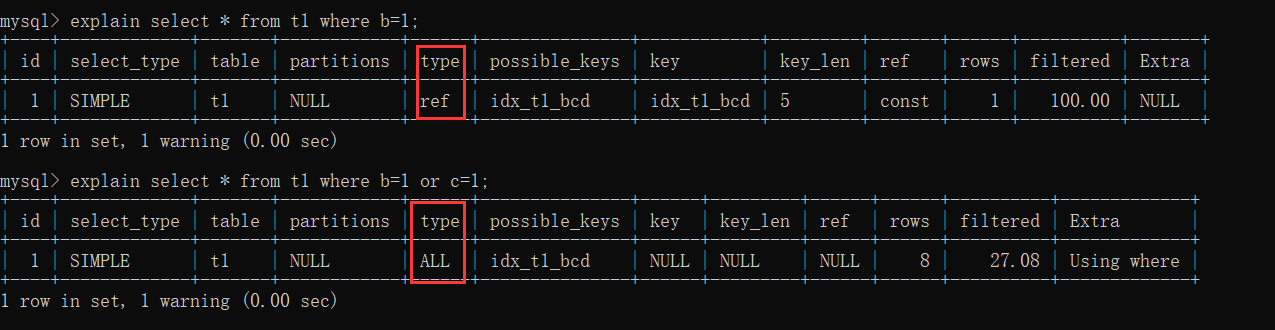 mysql> explain select * from t1 where b=1;
+----+-------------+-------+------------+------+---------------+------------+---------+-------+------+----------+-------+
| id | select_type | table | partitions | type | possible_keys | key | key_len | ref | rows | filtered | Extra |
+----+-------------+-------+------------+------+---------------+------------+---------+-------+------+----------+-------+
| 1 | SIMPLE | t1 | NULL | ref | idx_t1_bcd | idx_t1_bcd | 5 | const | 1 | 100.00 | NULL |
+----+-------------+-------+------------+------+---------------+------------+---------+-------+------+----------+-------+
1 row in set, 1 warning (0.00 sec)
mysql> explain select * from t1 where b=1 or c=1;
+----+-------------+-------+------------+------+---------------+------+---------+------+------+----------+-------------+
| id | select_type | table | partitions | type | possible_keys | key | key_len | ref | rows | filtered | Extra |
+----+-------------+-------+------------+------+---------------+------+---------+------+------+----------+-------------+
| 1 | SIMPLE | t1 | NULL | ALL | idx_t1_bcd | NULL | NULL | NULL | 8 | 27.08 | Using where |
+----+-------------+-------+------------+------+---------------+------+---------+------+------+----------+-------------+
1 row in set, 1 warning (0.00 sec)